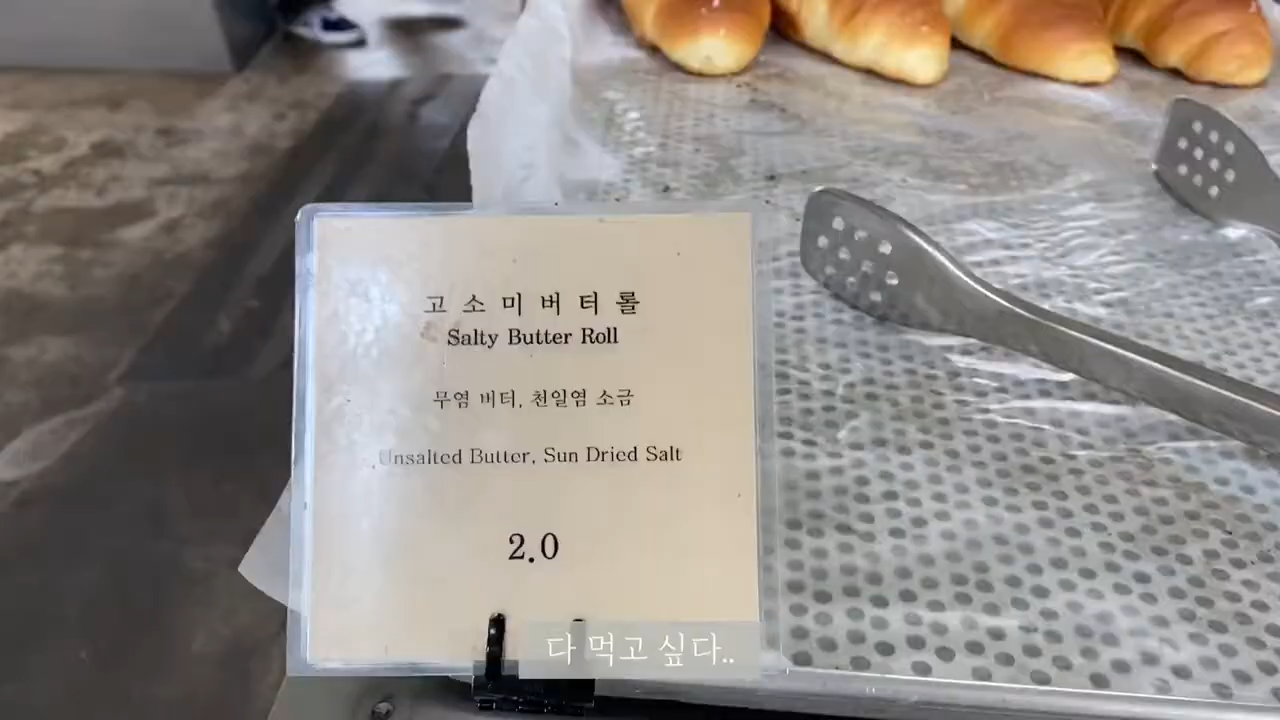 고소미버터롤
Salty Butter Roll
무염 버터, 천일염 소금
Unsalted Butter, Sun Dried Salt
2.0
다 먹고 싶다..